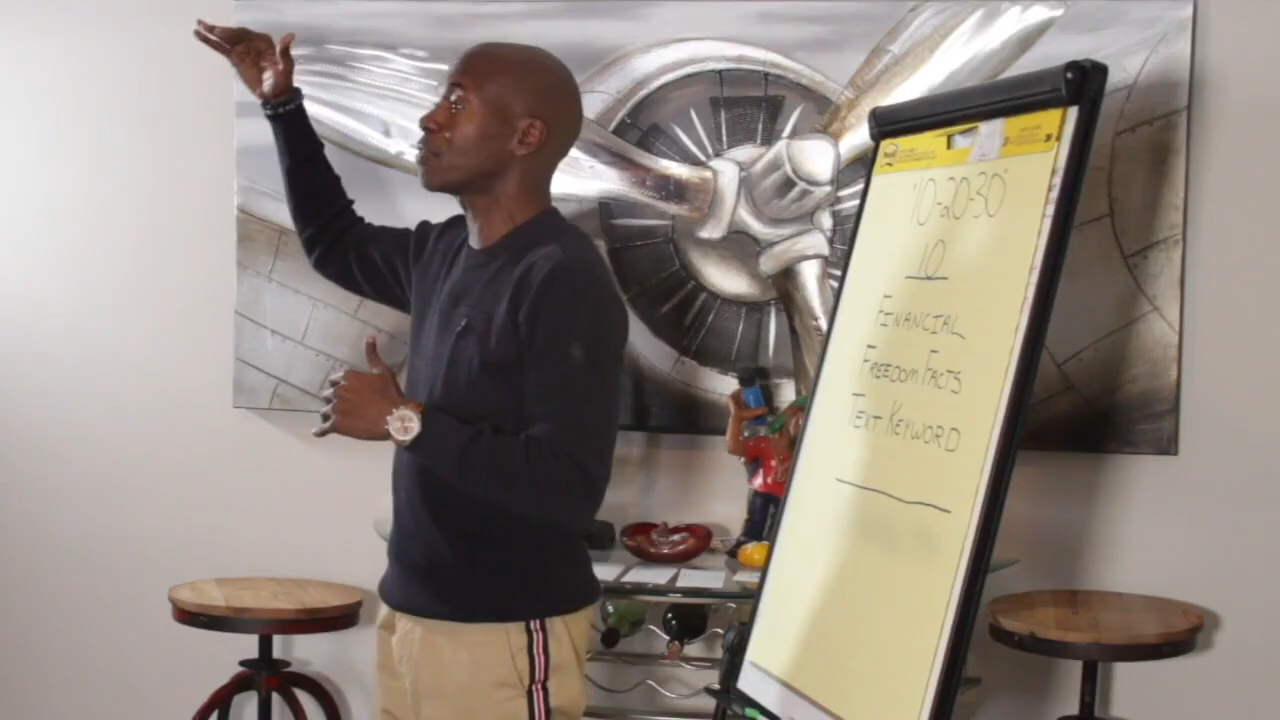 "10-20-30"
10
FINANCIAL
FREEDOM FACTS
TEXT KEYWORD